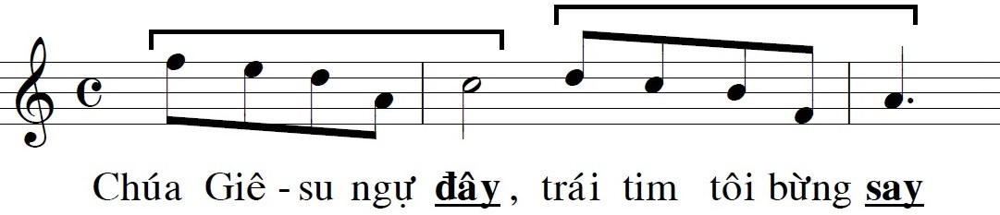 Chúa Giê - su ngự đây , trái tim tôi bừng say